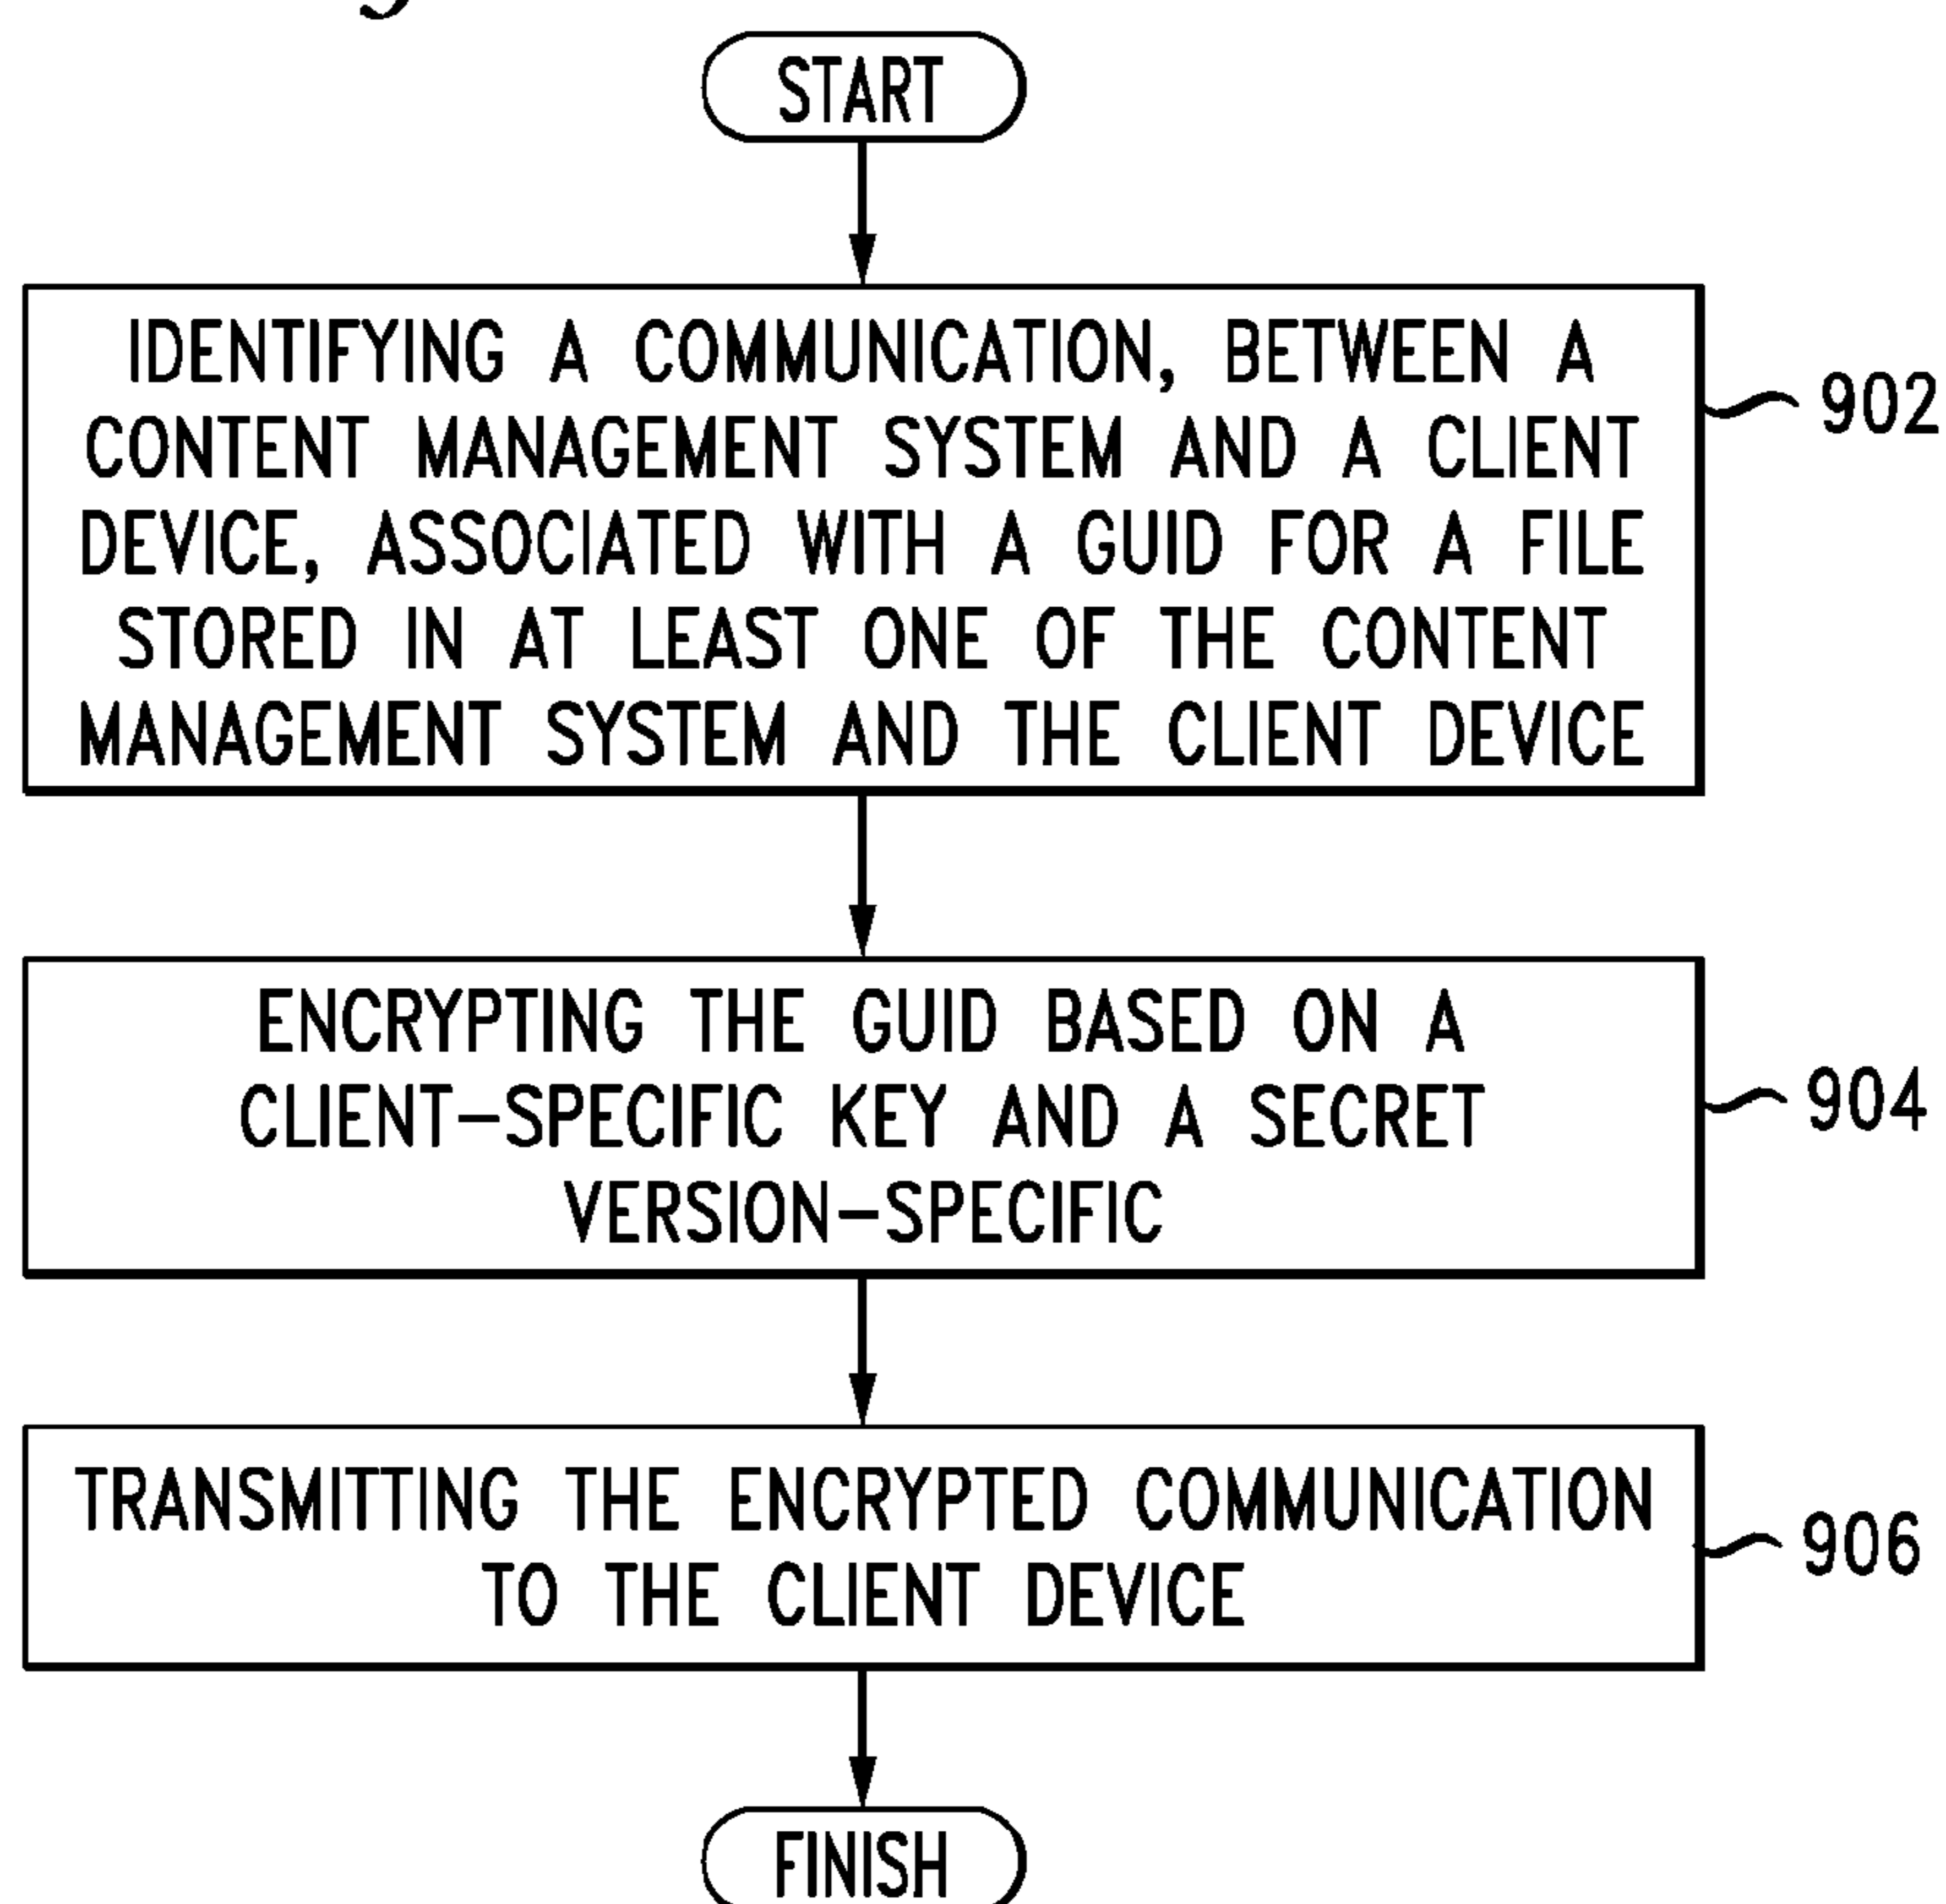 START
IDENTIFYING A COMMUNICATION, BETWEEN A
CONTENT MANAGEMENT SYSTEM AND A CLIENT
DEVICE, ASSOCIATED WITH A GUID FOR A FILE
STORED IN AT LEAST ONE OF THE CONTENT
MANAGEMENT SYSTEM AND THE CLIENT DEVICE
902
ENCRYPTING THE GUID BASED ON A
CLIENT-SPECIFIC KEY AND A SECRET
VERSION-SPECIFIC
904
TRANSMITTING THE ENCRYPTED COMMUNICATION
TO THE CLIENT DEVICE
906
FINISH